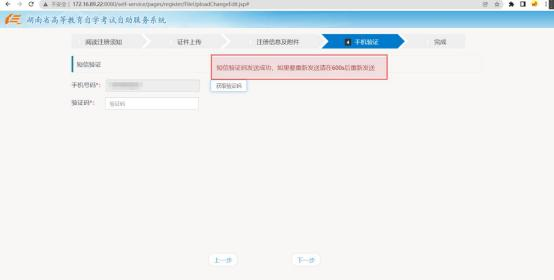 不安全 | 172.16.89.22:8080/self-service/pages/register/fileUploadChangeEdit.jsp#
湖南省高等教育自学考试自助服务系统
阅读注册须知
证件上传
注册信息及附件
4 手机验证
完成
短信验证
短信验证码发送成功，如果要重新发送请在600s后重新发送
手机号码*:
获取验证码
验证码*: 验证码
上一步
下一步